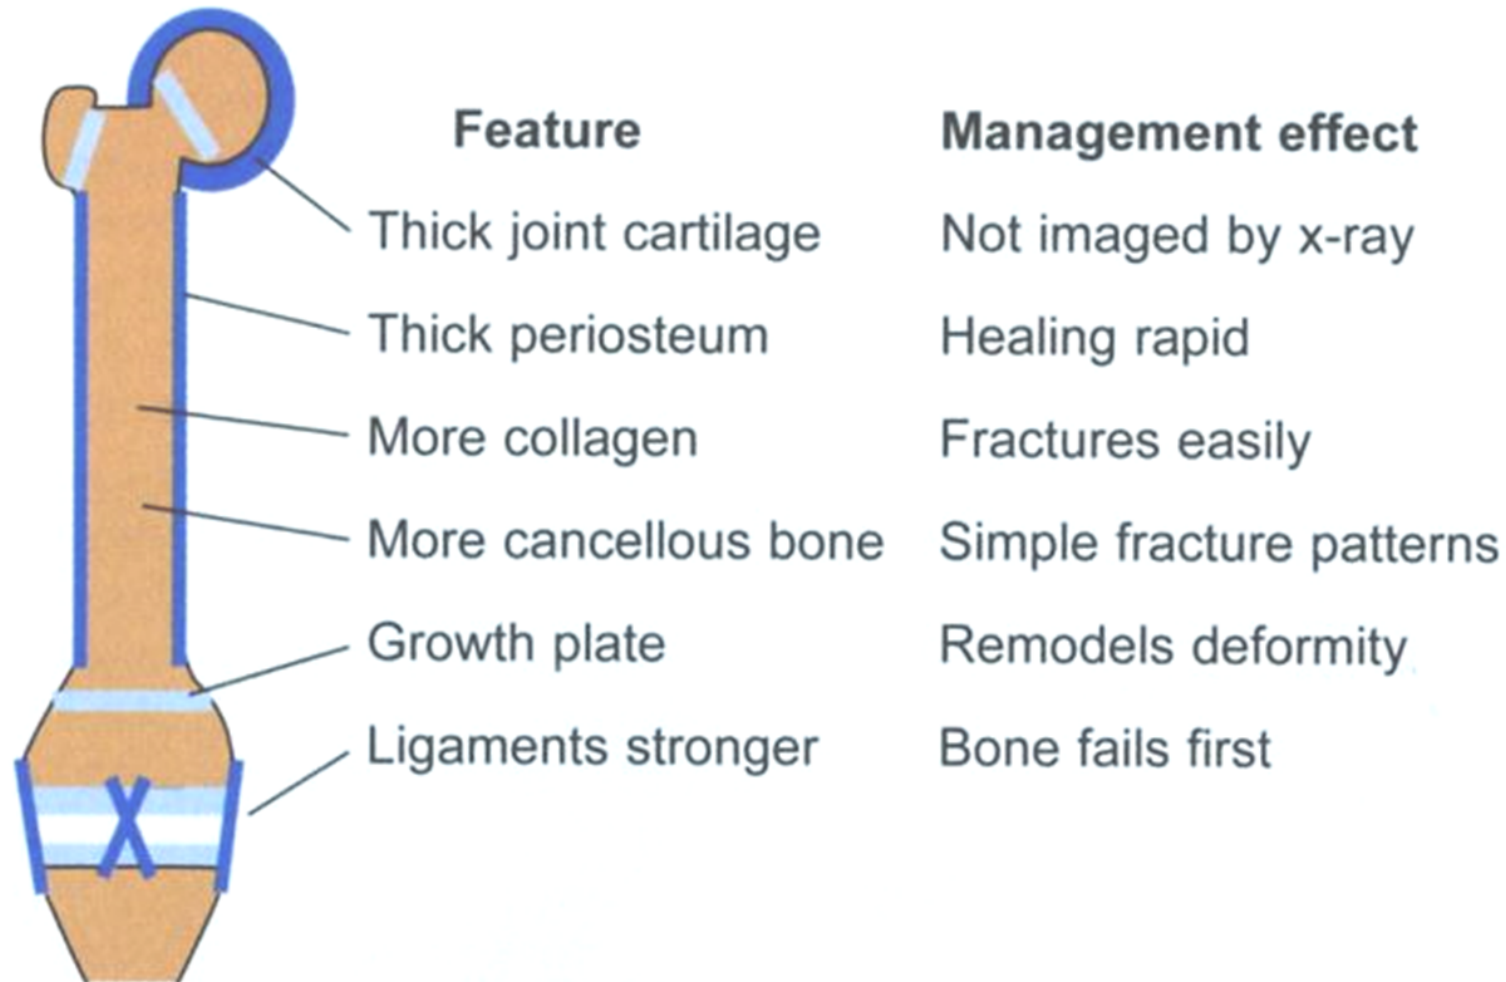 Feature Management effect
Thick joint cartilage Not imaged by x-ray
Thick periosteum Healing rapid
More collagen Fractures easily
More cancellous bone Simple fracture patterns
Growth plate Remodels deformity
Ligaments stronger Bone fails first